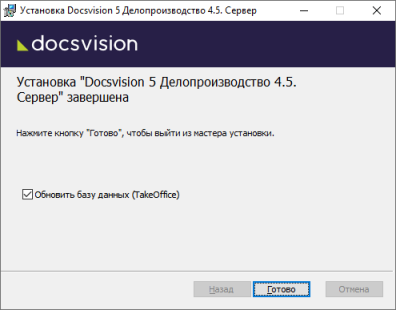 Установка Docsvision 5 Делопроизводство 4.5. Сервер
docsvision
Установка "Docsvision 5 Делопроизводство 4.5.
Сервер" завершена
Нажмите кнопку "Готово", чтобы выйти из мастера установки.
Обновить базу данных (TakeOffice)
Назад Готово Отмена